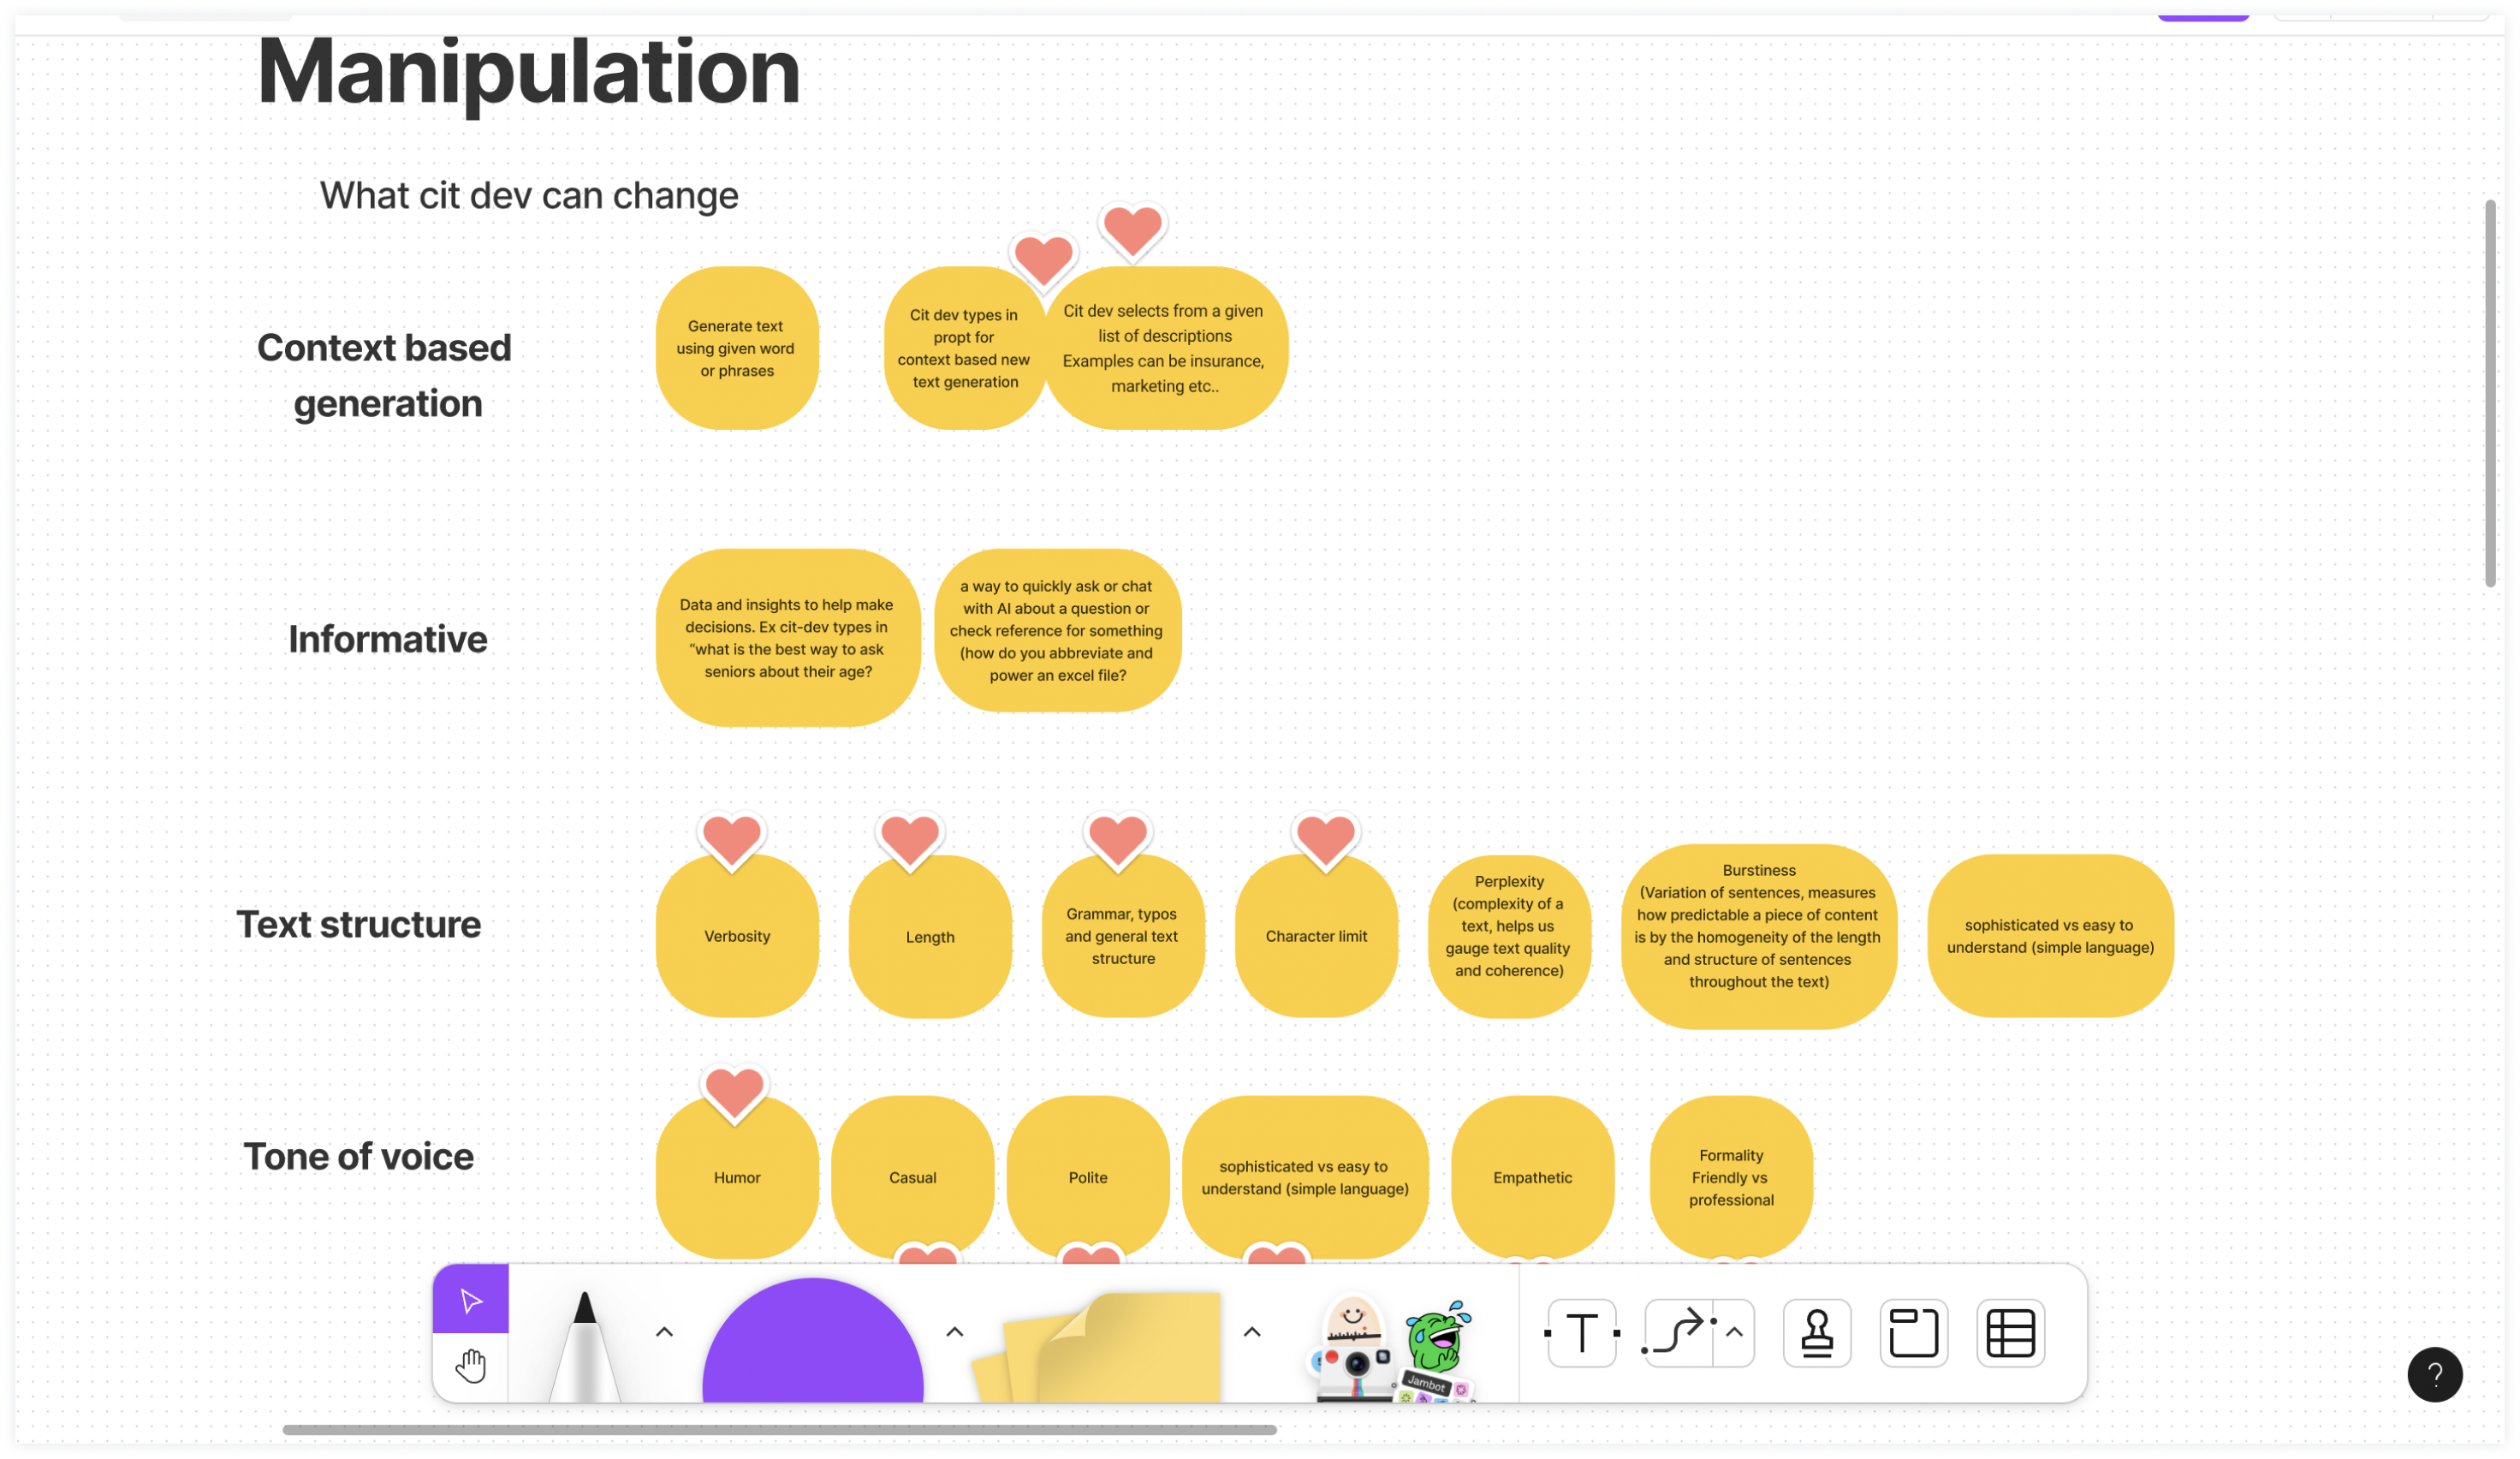 Manipulation
What cit dev can change
Context based
generation
Generate text
using given word
or phrases
Cit dev types in
propt for
context based new
text generation
Cit dev selects from a given
list of descriptions
Examples can be insurance,
marketing etc..
Informative
Data and insights to help make
decisions. Ex cit-dev types in
“what is the best way to ask
seniors about their age?
a way to quickly ask or chat
with AI about a question or
check reference for something
(how do you abbreviate and
power an excel file?
Text structure
Verbosity
Length
Grammar, typos
and general text
structure
Character limit
Perplexity
(complexity of a
text, helps us
gauge text quality
and coherence)
Burstiness
(Variation of sentences, measures
how predictable a piece of content
is by the homogeneity of the length
and structure of sentences
throughout the text)
sophisticated vs easy to
understand (simple language)
Tone of voice
Humor
Casual
Polite
sophisticated vs easy to
understand (simple language)
Empathetic
Formality
Friendly vs
professional
T
Jambot
?